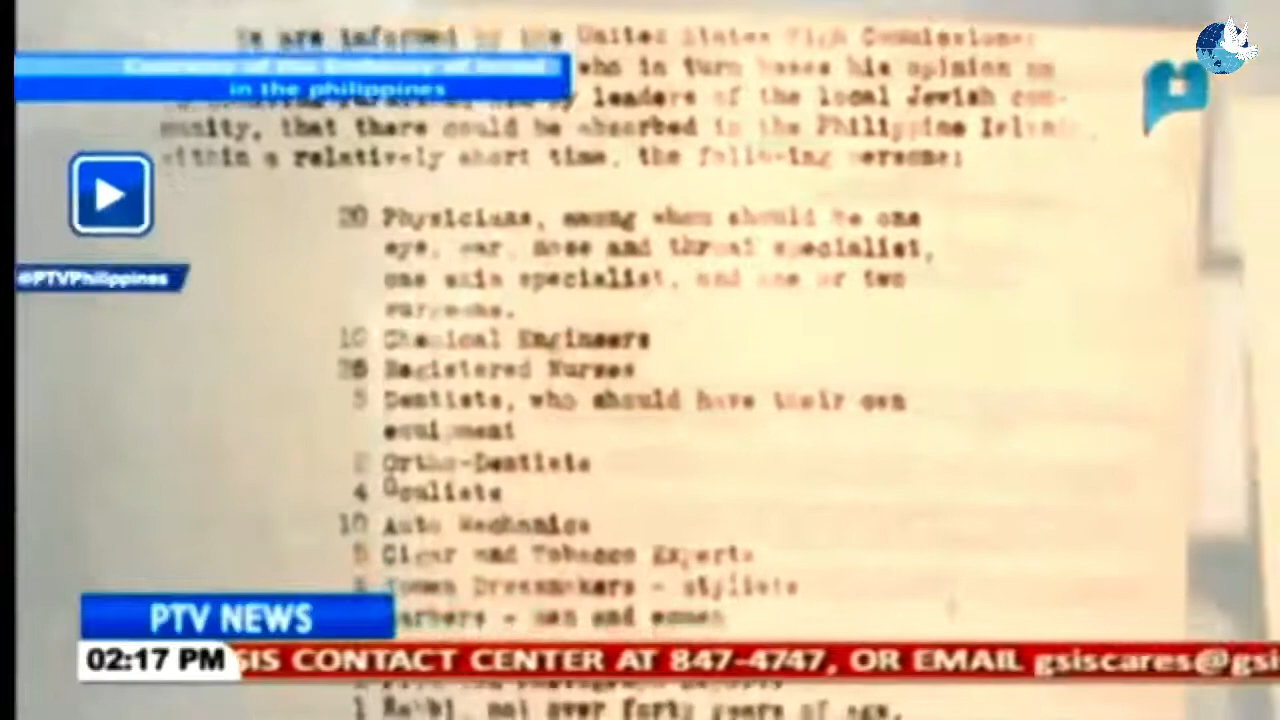 We are informed by the United States High Commissioner
in the philippines
who in turn bases his opinion on
by leaders of the local Jewish com-
munity, that there could be absorbed in the Philippine Islands
within a relatively short time, the following persons:
@PTVPhilippines
20 Physicians, among whom should be one
eye, ear, nose and throat specialist,
one skin specialist, and one or two
surgeons.
10 Chemical Engineers
Registered Nurses
5 Dentists, who should have their own
equipment
2 Ortho-Dentists
4 Oculists
10 Auto Mechanics
5 Cigar and Tobacco Experts
Women Dressmakers - stylists
Barbers - men and women
PTV NEWS
02:17 PM
GSIS CONTACT CENTER AT 847-4747, OR EMAIL gsiscares@gsi
1 Rabbi, not over forty years of age,